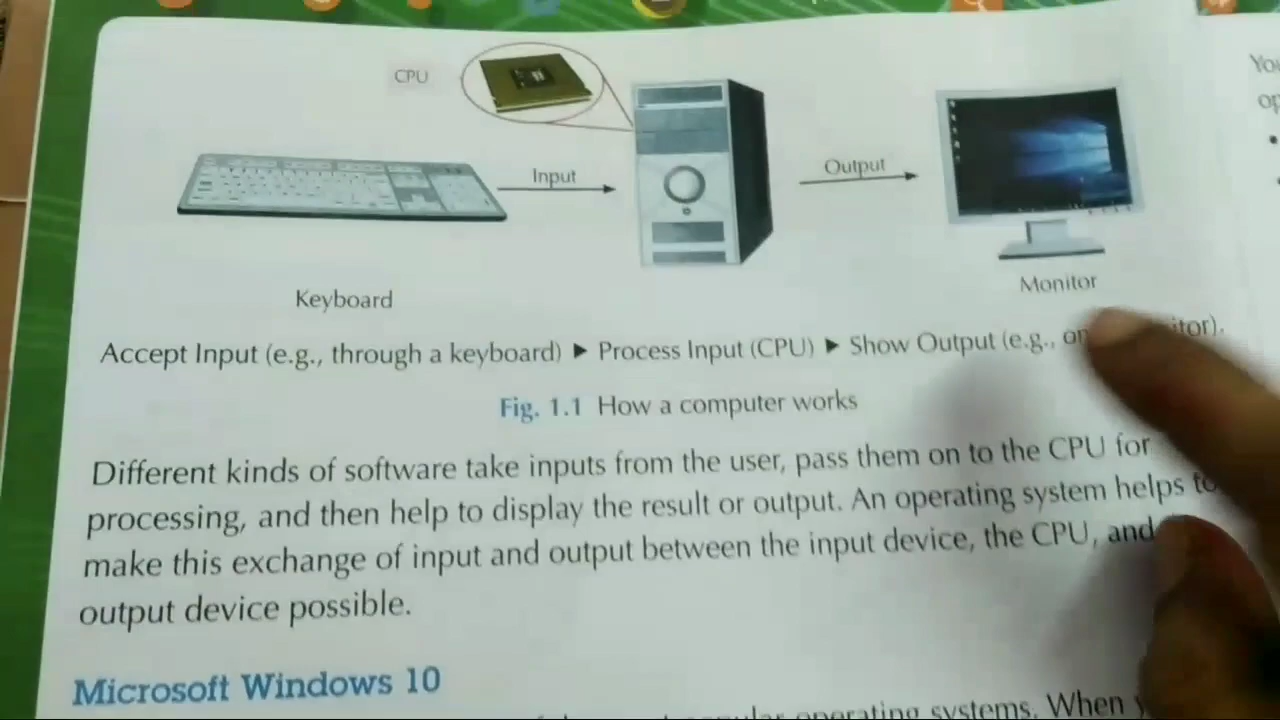 CPU
Input
Output
Keyboard
Monitor
Accept Input (e.g., through a keyboard) ▶ Process Input (CPU) ▶ Show Output (e.g., on
Fig. 1.1 How a computer works
Different kinds of software take inputs from the user, pass them on to the CPU for
processing, and then help to display the result or output. An operating system helps to
make this exchange of input and output between the input device, the CPU, and
output device possible.
Microsoft Windows 10
operating systems. When